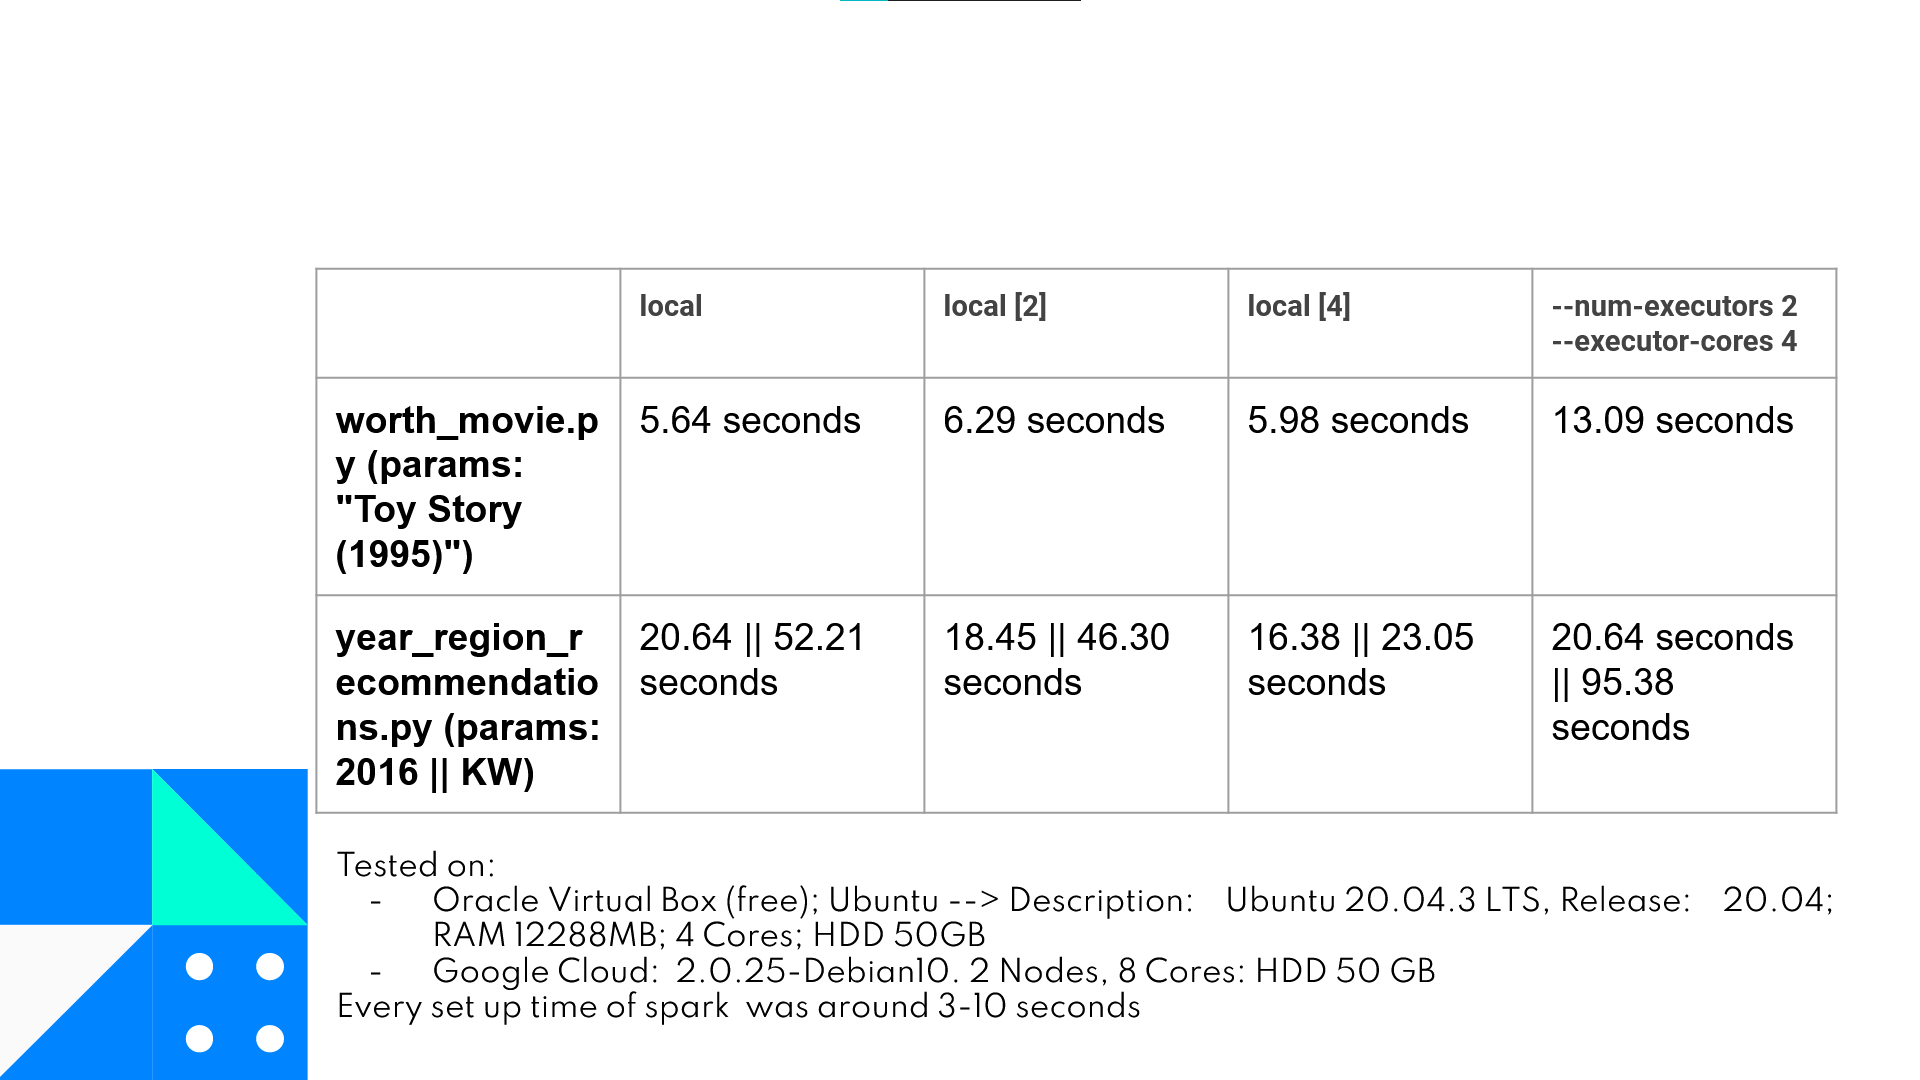 local
local [2]
local [4]
--num-executors 2
--executor-cores 4
worth_movie.p
y (params:
"Toy Story
(1995)")
5.64 seconds
6.29 seconds
5.98 seconds
13.09 seconds
year_region_r
ecommendatio
ns.py (params:
2016 || KW)
20.64 || 52.21
seconds
18.45 || 46.30
seconds
16.38 || 23.05
seconds
20.64 seconds
|| 95.38
seconds
Tested on:
- Oracle Virtual Box (free); Ubuntu --> Description: Ubuntu 20.04.3 LTS, Release: 20.04;
RAM 12288MB; 4 Cores; HDD 50GB
- Google Cloud: 2.0.25-Debian10. 2 Nodes, 8 Cores: HDD 50 GB
Every set up time of spark was around 3-10 seconds